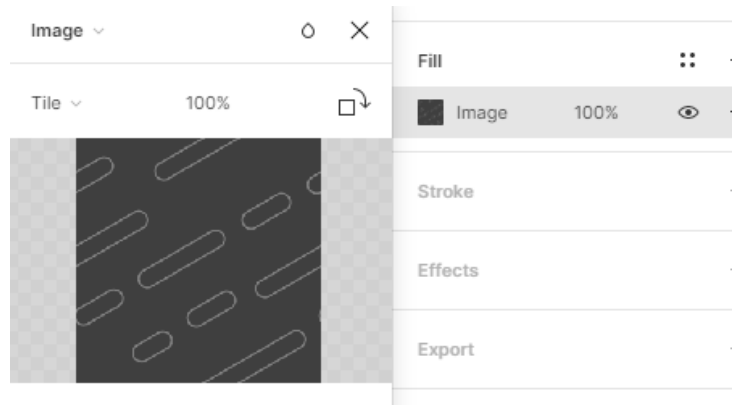 Image
Tile 100%
Fill
Image 100%
Stroke
Effects
Export